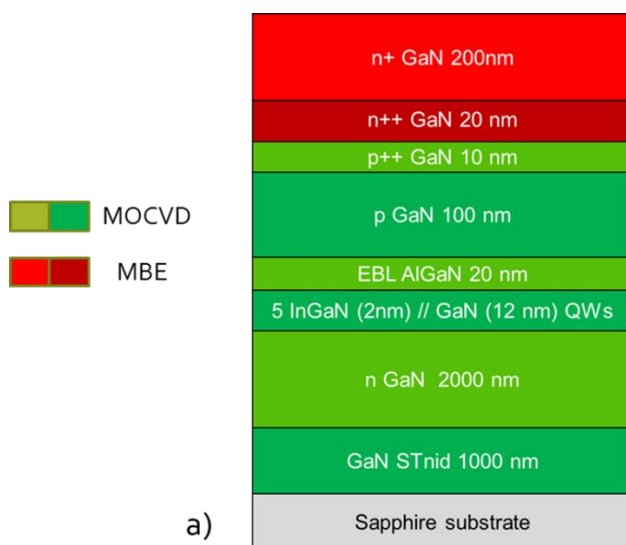 n+ GaN 200nm
n++ GaN 20 nm
p++ GaN 10 nm
p GaN 100 nm
MOCVD
MBE
EBL AlGaN 20 nm
5 InGaN (2nm) // GaN (12 nm) QWs
n GaN 2000 nm
GaN STnid 1000 nm
a)
Sapphire substrate